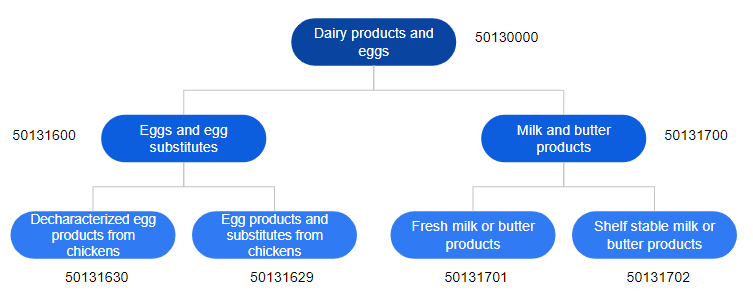 Dairy products and
eggs
50130000
50131600
Eggs and egg
substitutes
Milk and butter
products
50131700
Decharacterized egg
products from
chickens
Egg products and
substitutes from
chickens
Fresh milk or butter
products
Shelf stable milk or
butter products
50131630
50131629
50131701
50131702